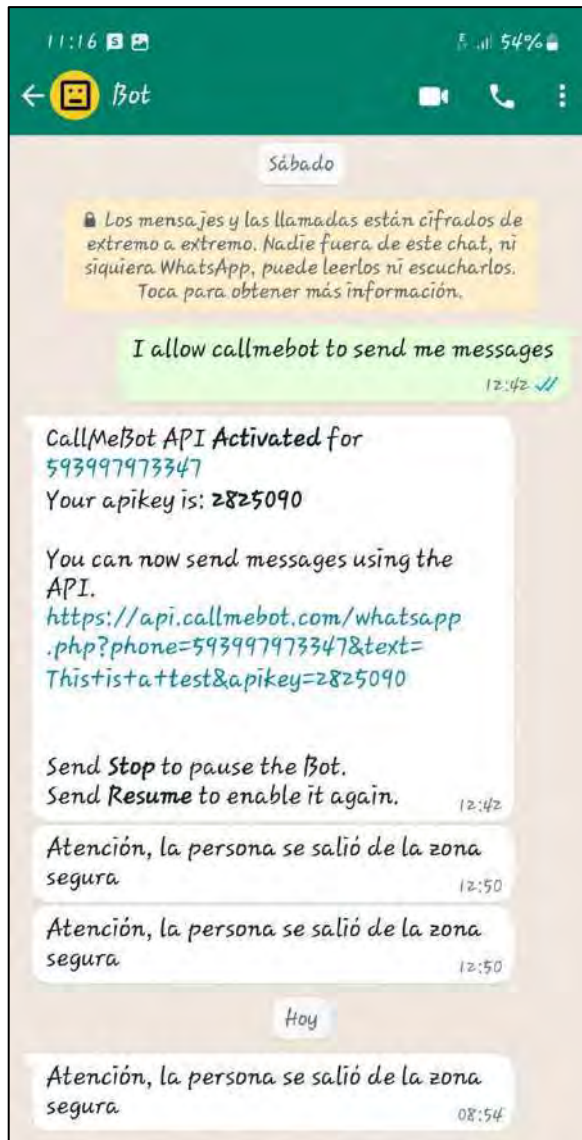 11:16 54%
Bot
Sábado
Los mensajes y las llamadas están cifrados de
extremo a extremo. Nadie fuera de este chat, ni
siquiera WhatsApp, puede leerlos ni escucharlos.
Toca para obtener más información.
I allow callmebot to send me messages
12:42
CallMeBot API Activated for
593997973347
Your apikey is: 2825090
You can now send messages using the
API.
https://api.callmebot.com/whatsapp
.php?phone=593997973347&text=
This+is+a+test&apikey=2825090
Send Stop to pause the Bot.
Send Resume to enable it again.
12:42
Atención, la persona se salió de la zona
segura
12:50
Atención, la persona se salió de la zona
segura
12:50
Hoy
Atención, la persona se salió de la zona
segura
08:54